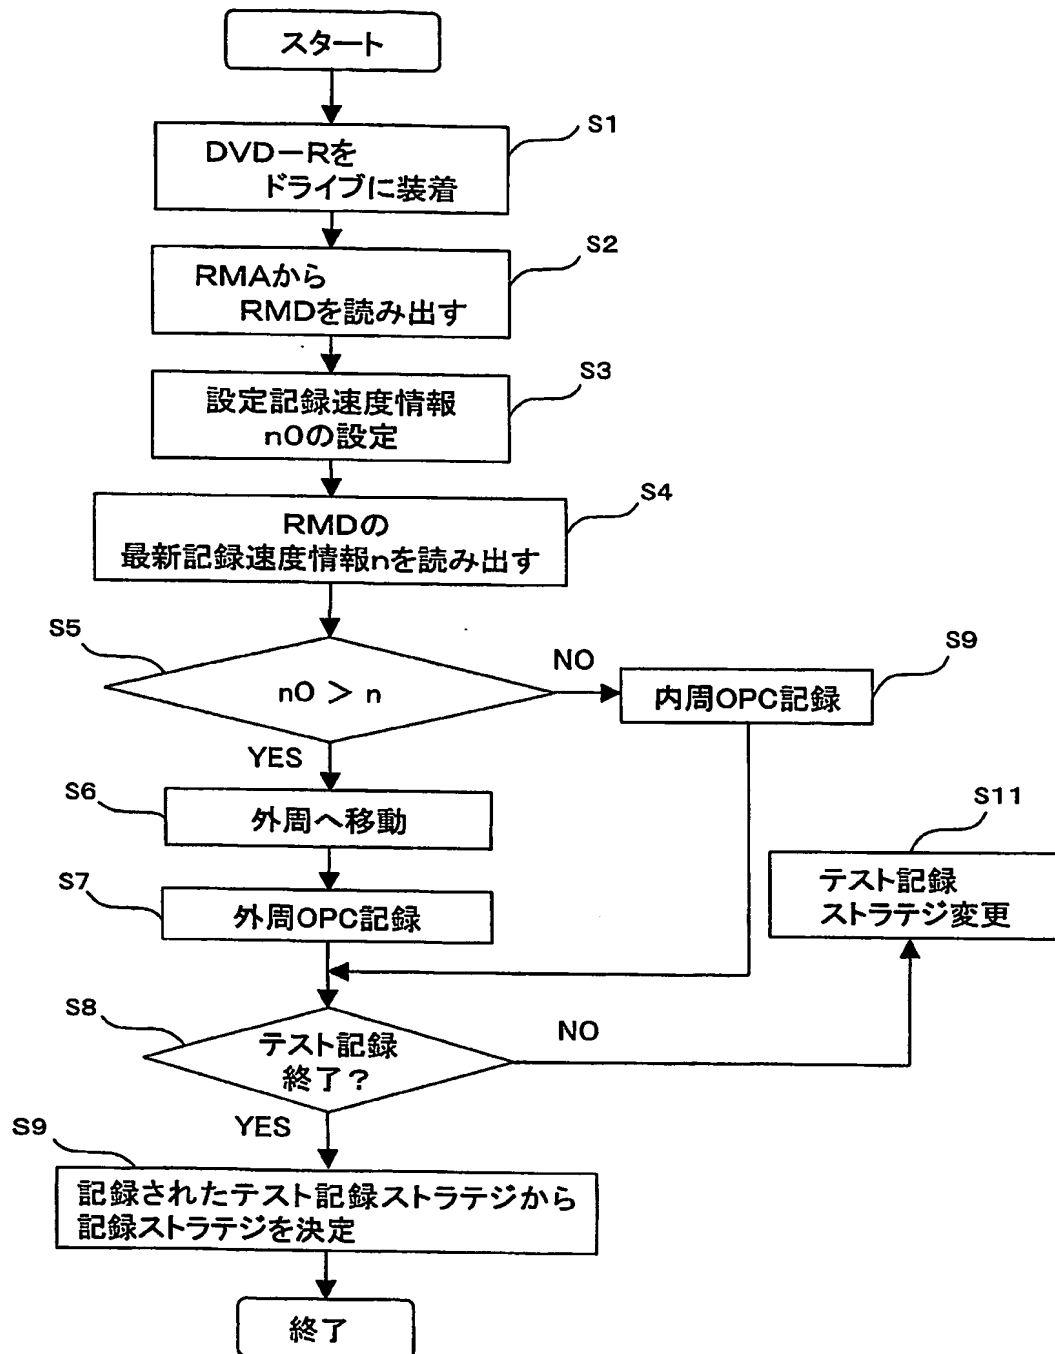 スタート
S1
DVD－Rを
ドライブに装着
S2
RMAから
RMDを読み出す
S3
設定記録速度情報
n0の設定
S4
RMDの
最新記録速度情報nを読み出す
S5
n0 ＞ n
NO
S9
内周OPC記録
YES
S6
外周へ移動
S11
テスト記録
ストラテジ変更
S7
外周OPC記録
S8
テスト記録
終了？
NO
YES
S9
記録されたテスト記録ストラテジから
記録ストラテジを決定
終了